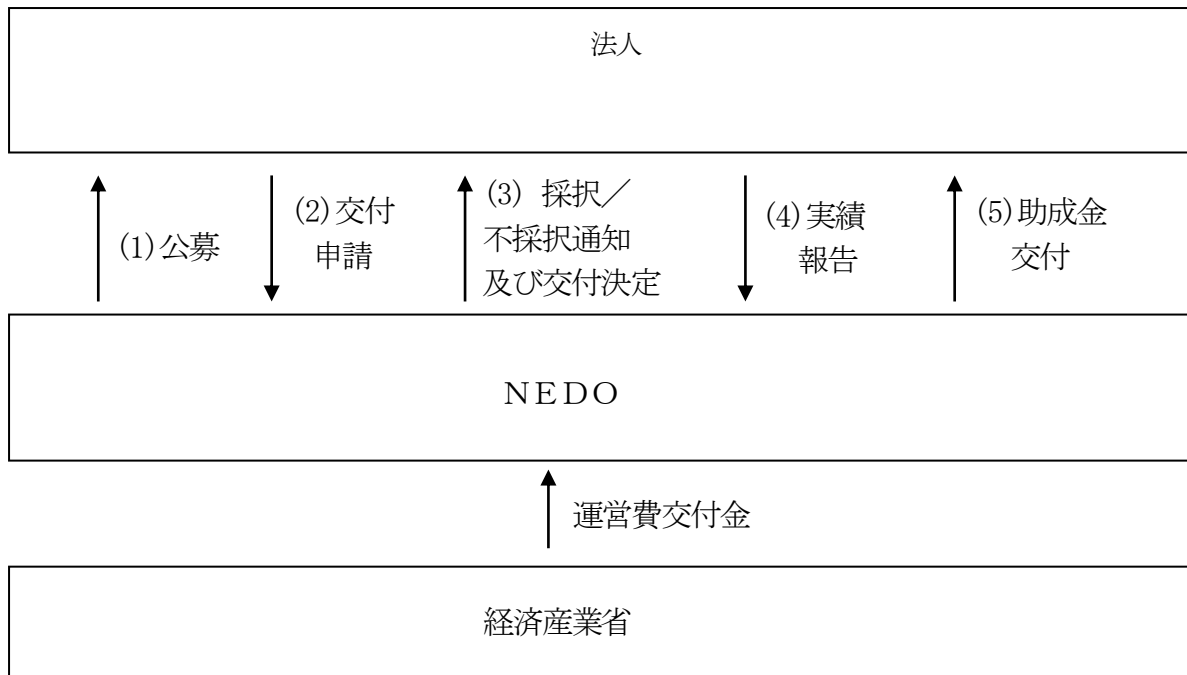 法人
(1)公募
(2)交付
申請
(3) 採択／
不採択通知
及び交付決定
(4)実績
報告
(5)助成金
交付
ＮＥＤＯ
運営費交付金
経済産業省